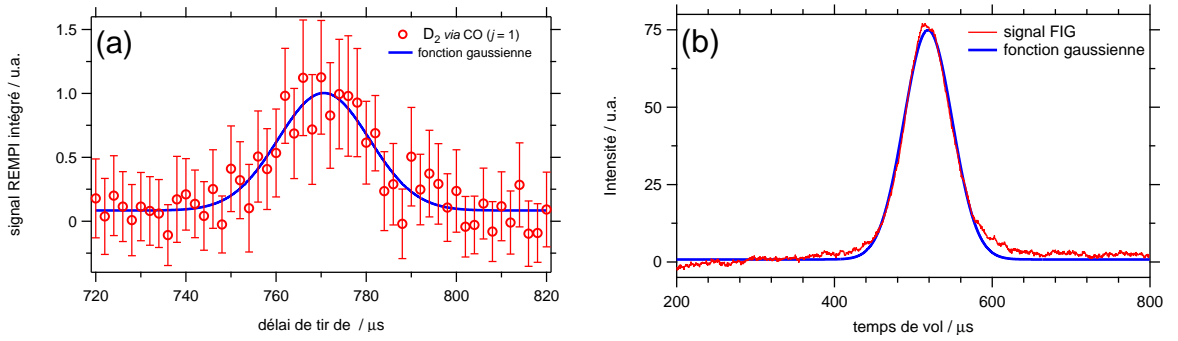 (a)
D₂ via CO (j = 1)
fonction gaussienne
signal REMPI intégré / u.a.
1.5
1.0
0.5
0
720
740
760
780
800
820
délai de tir de / μs
(b)
signal FIG
fonction gaussienne
Intensité / u.a.
75
50
25
0
200
400
600
800
temps de vol / μs